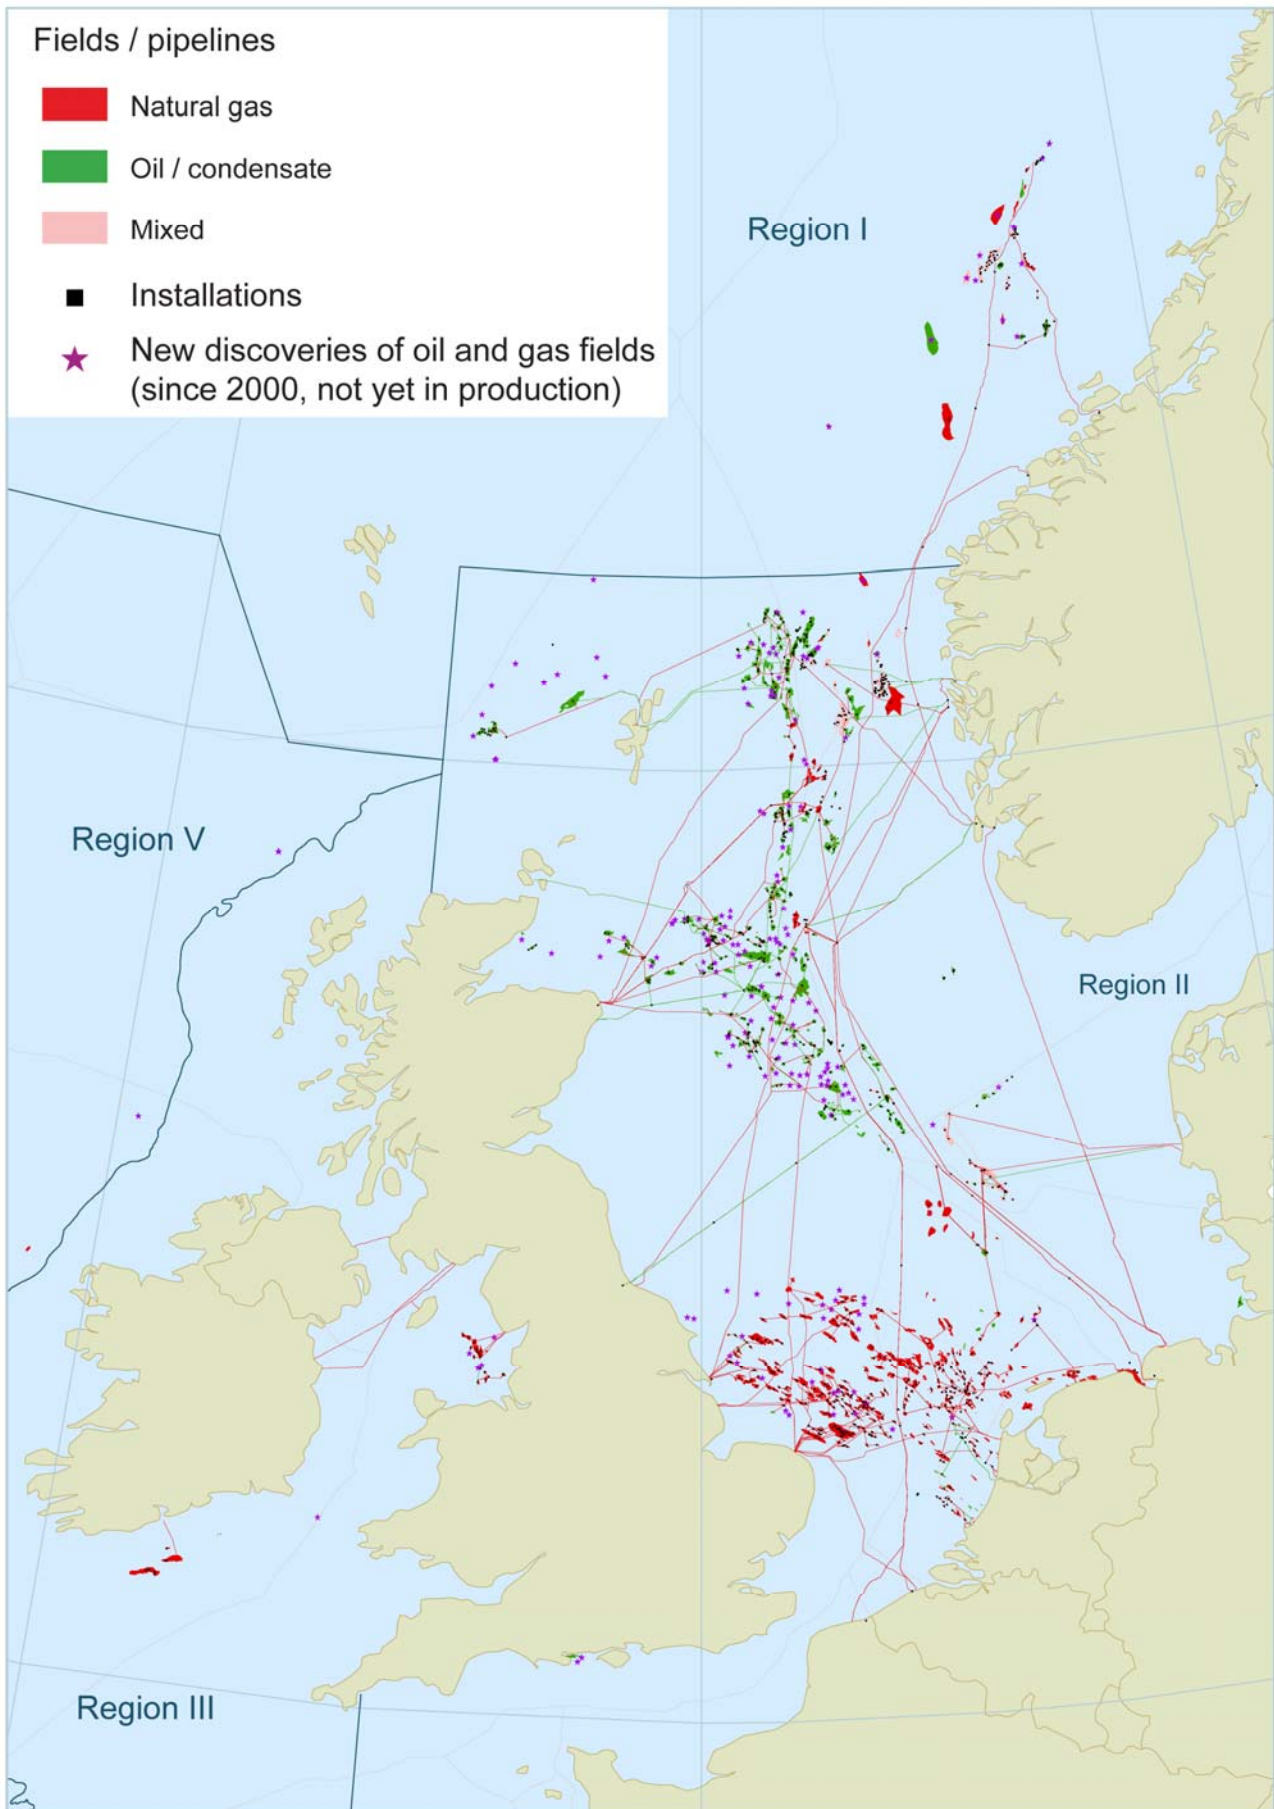 Fields / pipelines
Natural gas
Oil / condensate
Mixed
Installations
New discoveries of oil and gas fields
(since 2000, not yet in production)
Region I
Region V
Region II
Region III